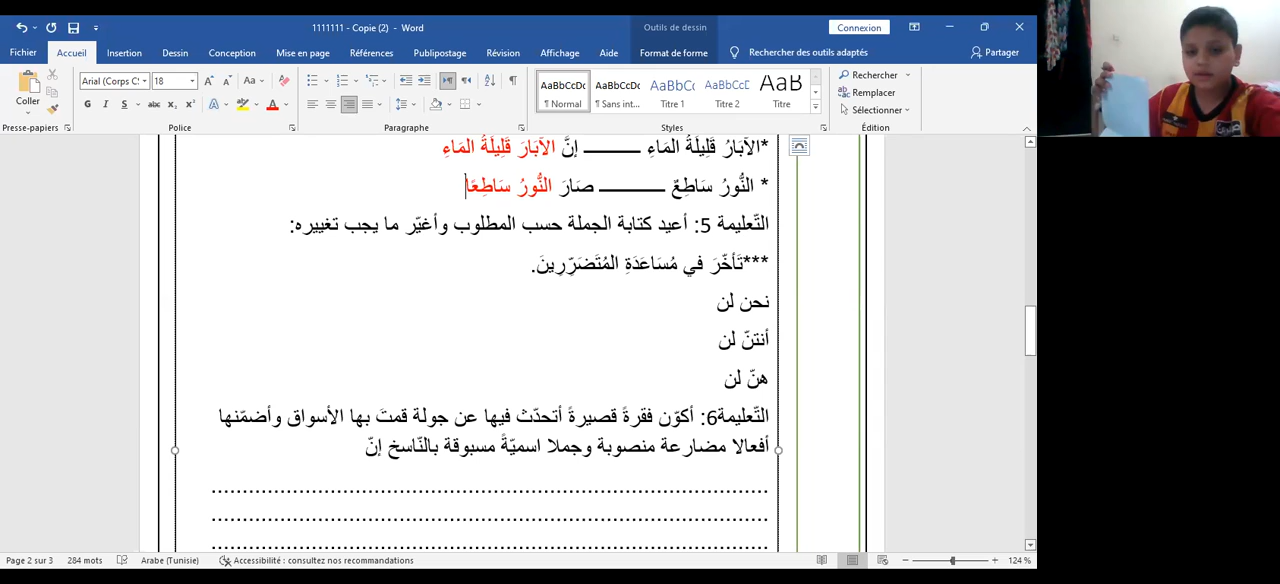 1111111 - Copie (2) - Word
Outils de dessin
Connexion
Fichier Accueil Insertion Dessin Conception Mise en page Références Publipostage Révision Affichage Aide Format de forme Rechercher des outils adaptés Partager
Coller
Arial (Corps C 18
AaBbCcDc AaBbCcDc AaBbC AaBbCcD AaB
¶ Normal ¶ Sans int... Titre 1 Titre 2 Titre
Rechercher
Remplacer
Sélectionner
Presse-papiers Police Paragraphe Styles Édition
*الآبَارُ قَلِيلَةُ المَاءِ ــــــــــ إنَّ الآبَارَ قَلِيلَةُ المَاءِ
* النُّورُ سَاطِعٌ ــــــــــــ صَارَ النُّورُ سَاطِعًا
التّعليمة 5: أعيد كتابة الجملة حسب المطلوب وأغيّر ما يجب تغييره:
***تَأَخَّرَ في مُسَاعَدَةِ المُتَضَرِّرِينَ.
نحن لن
أنتنّ لن
هنّ لن
التّعليمة6: أكوّن فقرةً قصيرةً أتحدّث فيها عن جولة قمتَ بها الأسواق وأضمّنها
أفعالا مضارعة منصوبة وجملا اسميّةً مسبوقة بالنّاسخ إنّ
Page 2 sur 3 284 mots Arabe (Tunisie) Accessibilité : consultez nos recommandations 124 %